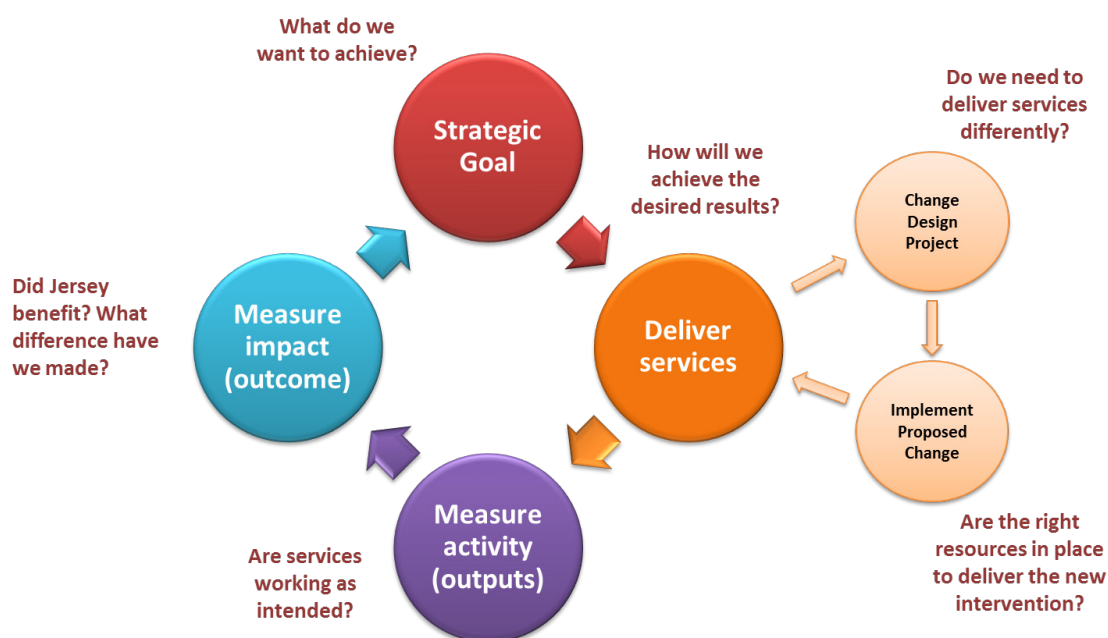 What do we
want to achieve?
Strategic
Goal
How will we
achieve the
desired results?
Do we need to
deliver services
differently?
Change
Design
Project
Did Jersey
benefit? What
difference have
we made?
Measure
impact
(outcome)
Deliver
services
Implement
Proposed
Change
Measure
activity
(outputs)
Are services
working as
intended?
Are the right
resources in place
to deliver the new
intervention?